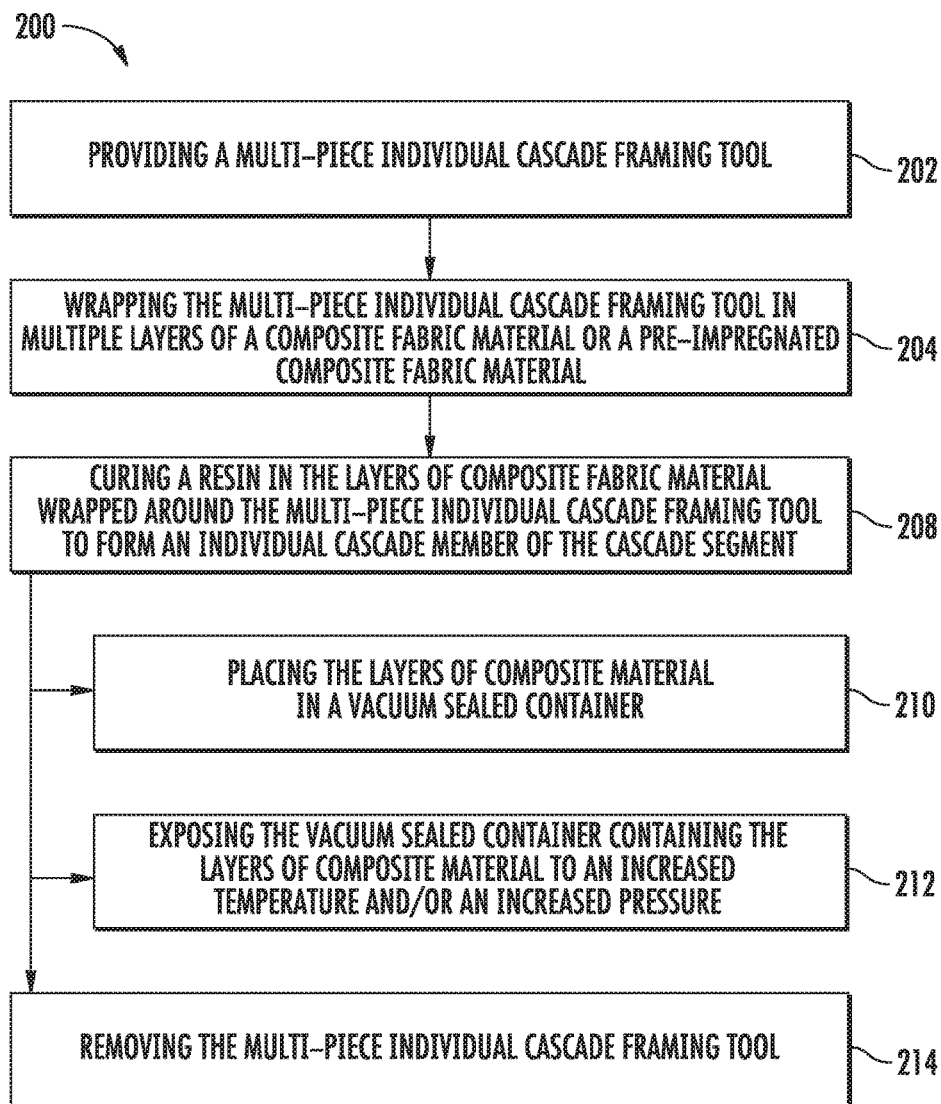 200
PROVIDING A MULTI-PIECE INDIVIDUAL CASCADE FRAMING TOOL
202
WRAPPING THE MULTI-PIECE INDIVIDUAL CASCADE FRAMING TOOL IN
MULTIPLE LAYERS OF A COMPOSITE FABRIC MATERIAL OR A PRE-IMPREGNATED
COMPOSITE FABRIC MATERIAL
204
CURING A RESIN IN THE LAYERS OF COMPOSITE FABRIC MATERIAL
WRAPPED AROUND THE MULTI-PIECE INDIVIDUAL CASCADE FRAMING TOOL
TO FORM AN INDIVIDUAL CASCADE MEMBER OF THE CASCADE SEGMENT
208
PLACING THE LAYERS OF COMPOSITE MATERIAL
IN A VACUUM SEALED CONTAINER
210
EXPOSING THE VACUUM SEALED CONTAINER CONTAINING THE
LAYERS OF COMPOSITE MATERIAL TO AN INCREASED
TEMPERATURE AND/OR AN INCREASED PRESSURE
212
REMOVING THE MULTI-PIECE INDIVIDUAL CASCADE FRAMING TOOL
214